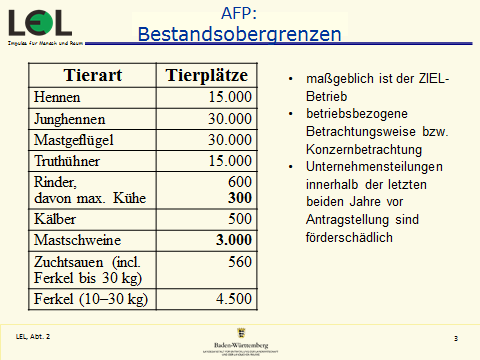 LEL
Impulse für Mensch und Raum
AFP:
Bestandsobergrenzen
Tierart Tierplätze
Hennen 15.000
Junghennen 30.000
Mastgeflügel 30.000
Truthühner 15.000
Rinder, 600
davon max. Kühe 300
Kälber 500
Mastschweine 3.000
Zuchtsauen (incl. 560
Ferkel bis 30 kg)
Ferkel (10–30 kg) 4.500
• maßgeblich ist der ZIEL-
Betrieb
• betriebsbezogene
Betrachtungsweise bzw.
Konzernbetrachtung
• Unternehmensteilungen
innerhalb der letzten
beiden Jahre vor
Antragstellung sind
förderschädlich
LEL, Abt. 2
Baden-Württemberg
3